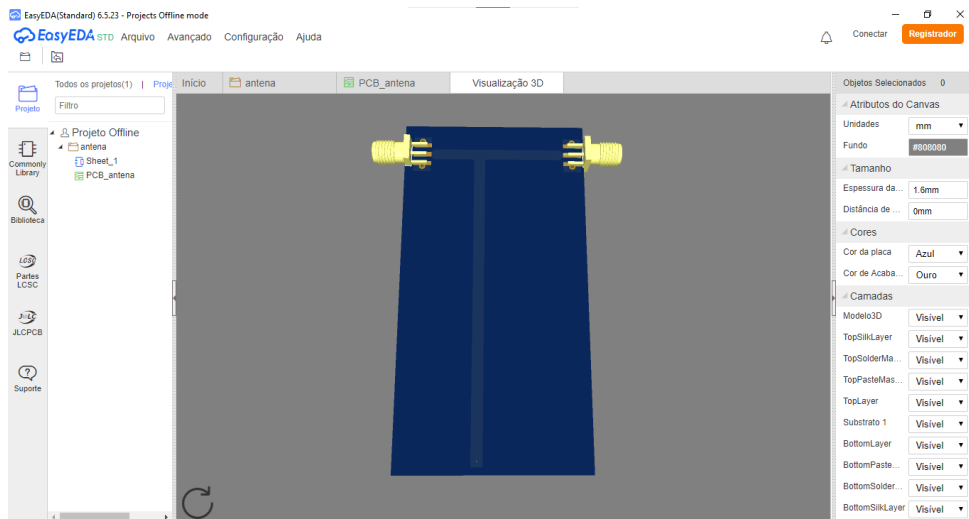 EasyEDA(Standard) 6.5.23 - Projects Offline mode
EasyEDA STD Arquivo Avançado Configuração Ajuda
Conectar
Registrador
Projeto
Commonly
Library
Biblioteca
LCSC
Partes
LCSC
JLCPCB
Suporte
Todos os projetos(1) | Proje
Filtro
Projeto Offline
antena
Sheet_1
PCB_antena
Início
antena
PCB_antena
Visualização 3D
Objetos Selecionados 0
Atributos do Canvas
Unidades mm
Fundo #808080
Tamanho
Espessura da... 1.6mm
Distância de ... 0mm
Cores
Cor da placa Azul
Cor de Acaba... Ouro
Camadas
Modelo3D Visível
TopSilkLayer Visível
TopSolderMa... Visível
TopPasteMas... Visível
TopLayer Visível
Substrato 1 Visível
BottomLayer Visível
BottomPaste... Visível
BottomSolder... Visível
BottomSilkLayer Visível